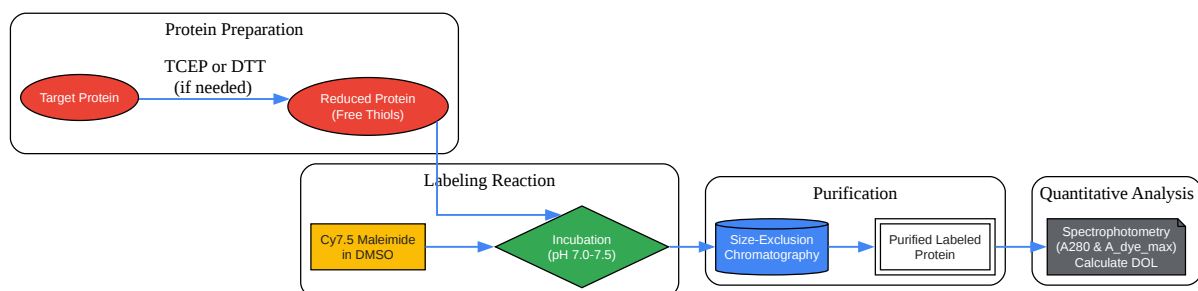 Protein Preparation
TCEP or DTT
(if needed)
Target Protein
Reduced Protein
(Free Thiols)
Labeling Reaction
Cy7.5 Maleimide
in DMSO
Incubation
(pH 7.0-7.5)
Purification
Size-Exclusion
Chromatography
Purified Labeled
Protein
Quantitative Analysis
Spectrophotometry
(A280 & A_dye_max)
Calculate DOL